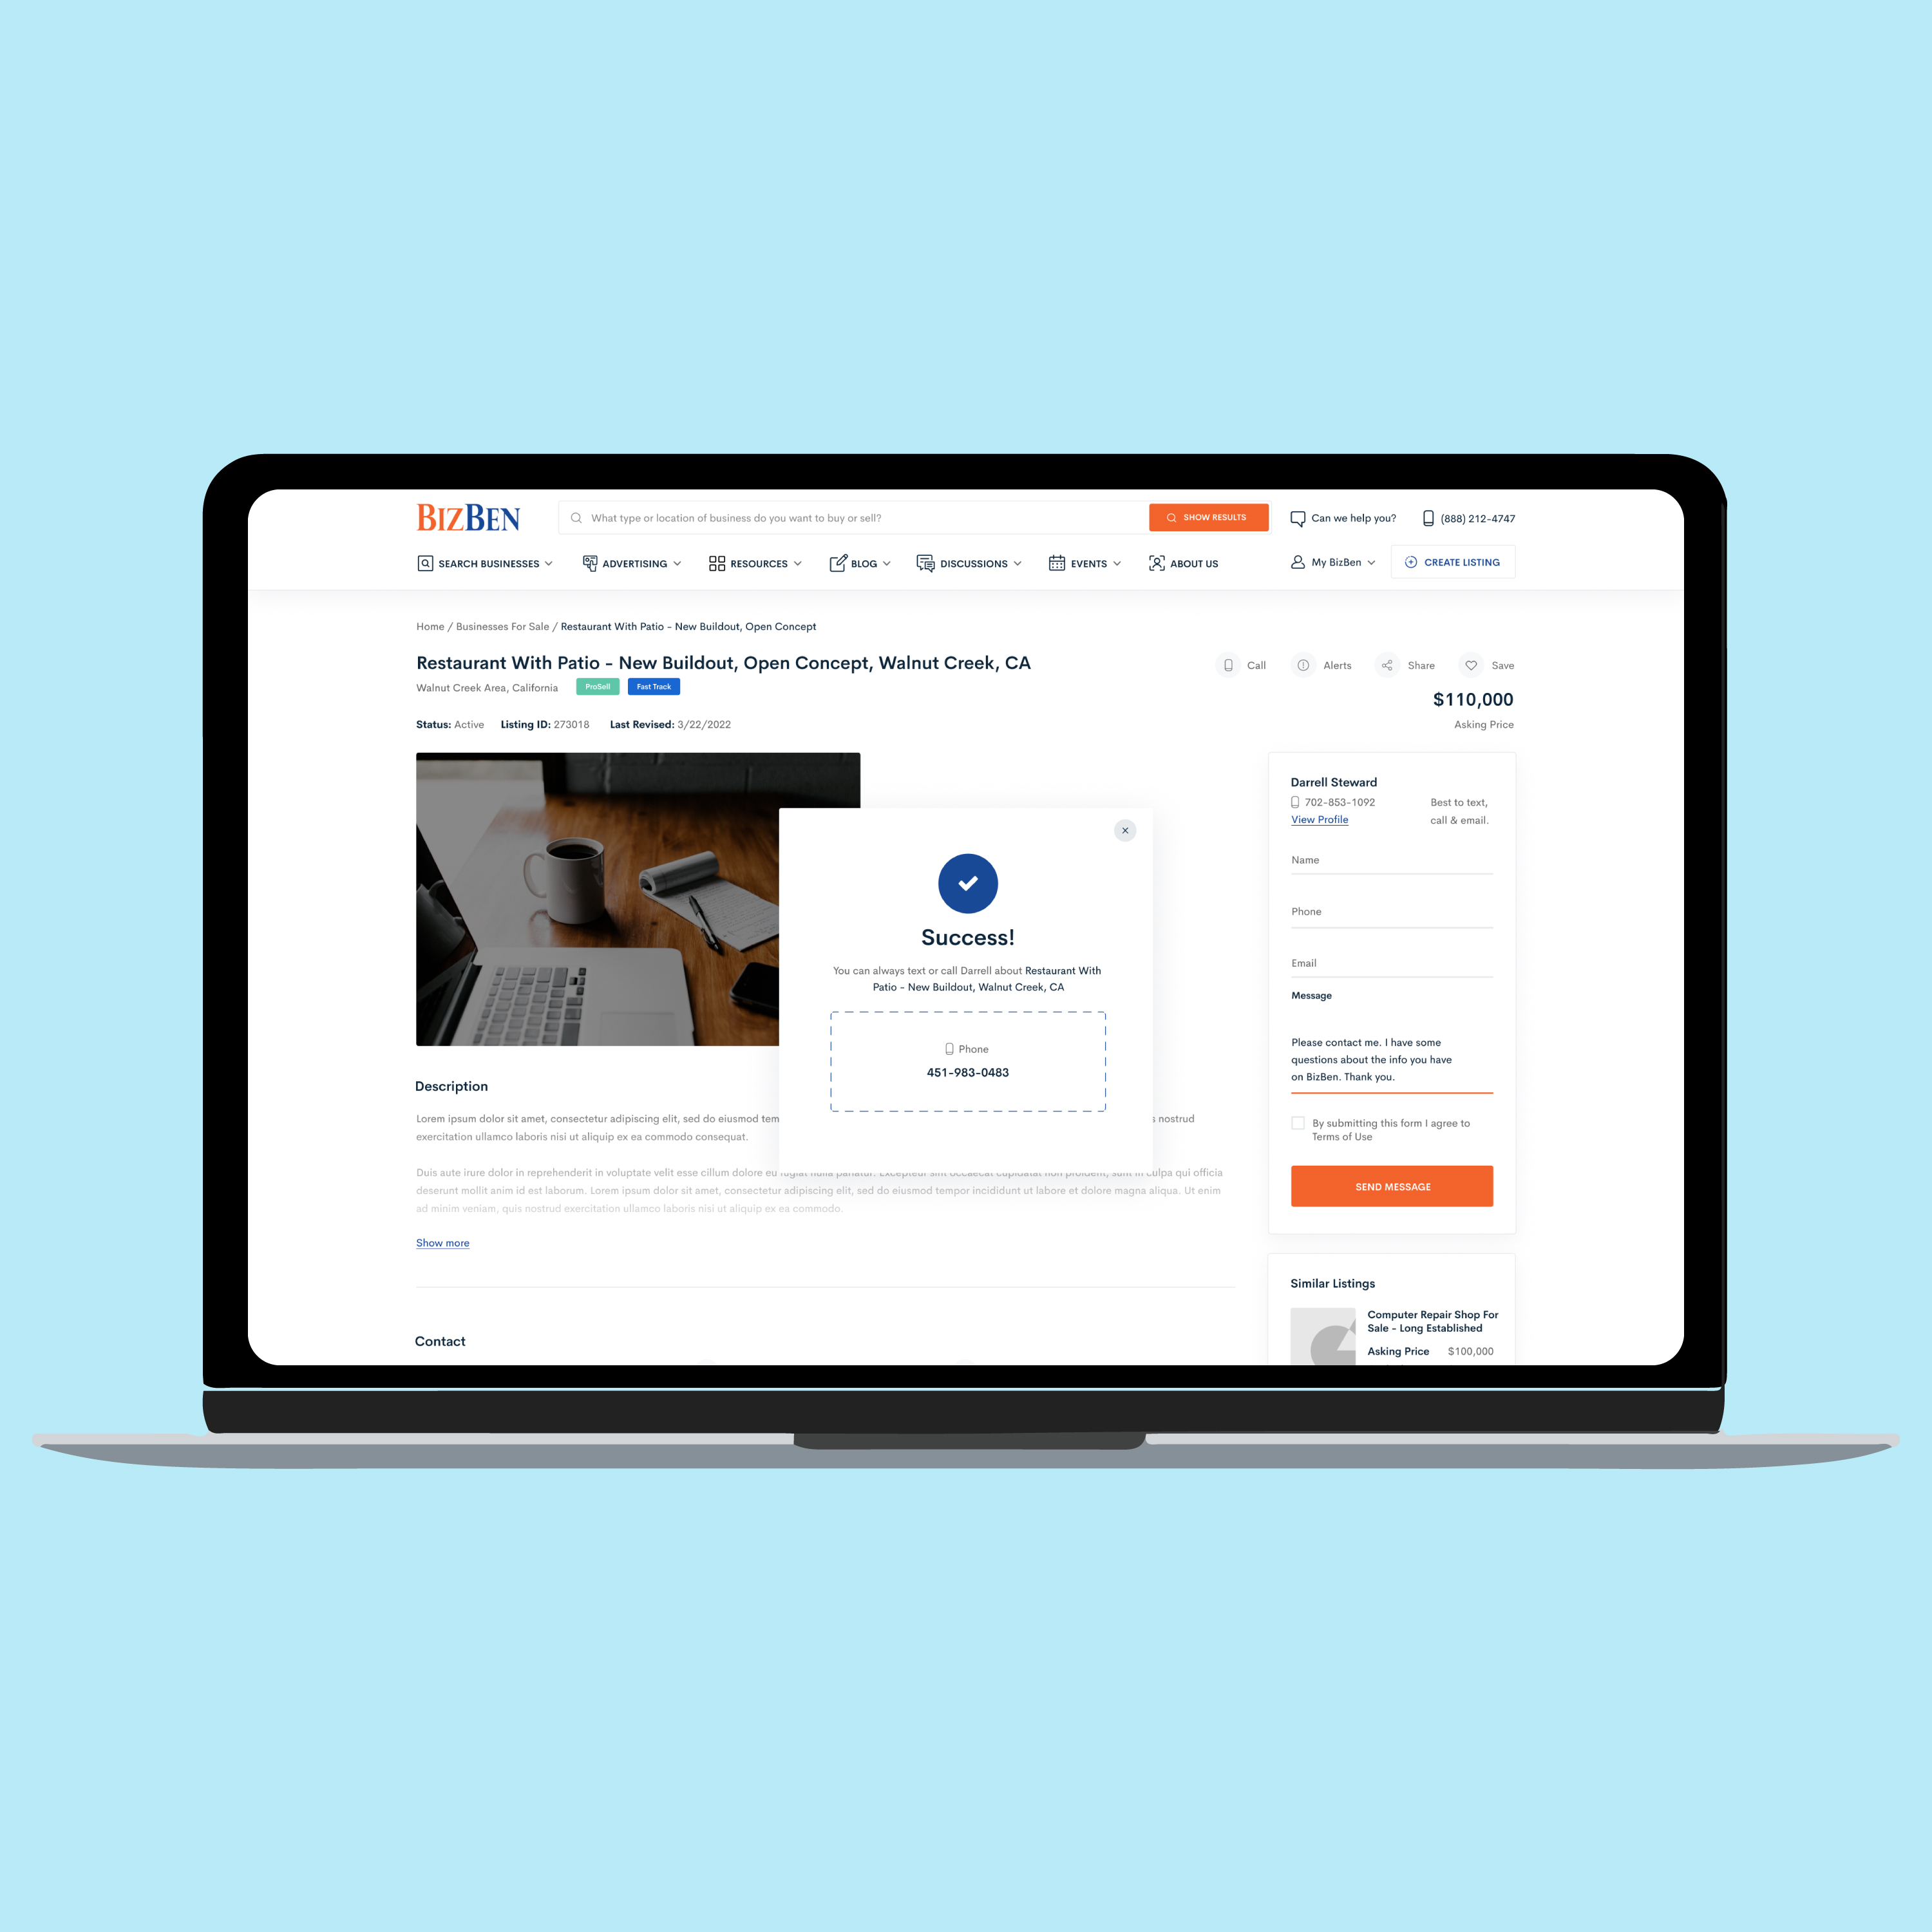 BIZBEN
What type or location of business do you want to buy or sell?
SHOW RESULTS
Can we help you?
(888) 212-4747
SEARCH BUSINESSES
ADVERTISING
RESOURCES
BLOG
DISCUSSIONS
EVENTS
ABOUT US
My BizBen
CREATE LISTING
Home / Businesses For Sale / Restaurant With Patio - New Buildout, Open Concept
Restaurant With Patio - New Buildout, Open Concept, Walnut Creek, CA
Call
Alerts
Share
Save
Walnut Creek Area, California
ProSell
Fast Track
$110,000
Status: Active
Listing ID: 273018
Last Revised: 3/22/2022
Asking Price
Success!
You can always text or call Darrell about Restaurant With
Patio - New Buildout, Walnut Creek, CA
Phone
451-983-0483
Description
Lorem ipsum dolor sit amet, consectetur adipiscing elit, sed do eiusmod tem
nostrud
exercitation ullamco laboris nisi ut aliquip ex ea commodo consequat.
Duis aute irure dolor in reprehenderit in voluptate velit esse cillum dolore eu fugiat nulla pariatur. Excepteur sint occaecat cupidatat non proident, sunt in culpa qui officia
deserunt mollit anim id est laborum. Lorem ipsum dolor sit amet, consectetur adipiscing elit, sed do eiusmod tempor incididunt ut labore et dolore magna aliqua. Ut enim
ad minim veniam, quis nostrud exercitation ullamco laboris nisi ut aliquip ex ea commodo.
Show more
Contact
Darrell Steward
702-853-1092
View Profile
Best to text,
call & email.
Name
Phone
Email
Message
Please contact me. I have some
questions about the info you have
on BizBen. Thank you.
By submitting this form I agree to
Terms of Use
SEND MESSAGE
Similar Listings
Computer Repair Shop For
Sale - Long Established
Asking Price
$100,000